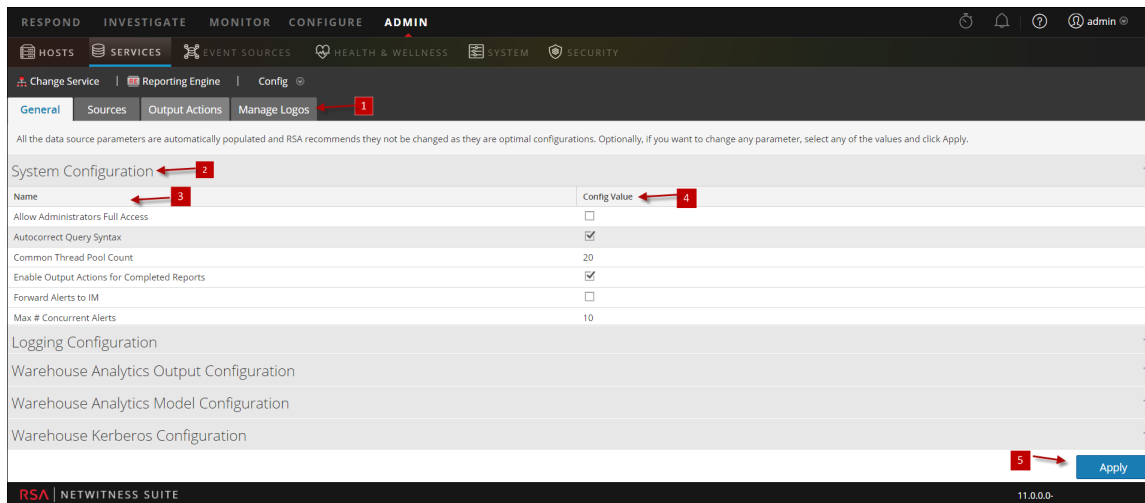 RESPOND INVESTIGATE MONITOR CONFIGURE ADMIN admin
HOSTS SERVICES EVENT SOURCES HEALTH & WELLNESS SYSTEM SECURITY
Change Service | RE Reporting Engine | Config
General Sources Output Actions Manage Logos 1
All the data source parameters are automatically populated and RSA recommends they not be changed as they are optimal configurations. Optionally, if you want to change any parameter, select any of the values and click Apply.
System Configuration 2
Name 3 Config Value 4
Allow Administrators Full Access
Autocorrect Query Syntax
Common Thread Pool Count 20
Enable Output Actions for Completed Reports
Forward Alerts to IM
Max # Concurrent Alerts 10
Logging Configuration
Warehouse Analytics Output Configuration
Warehouse Analytics Model Configuration
Warehouse Kerberos Configuration
5 Apply
RSA | NETWITNESS SUITE 11.0.0.0-